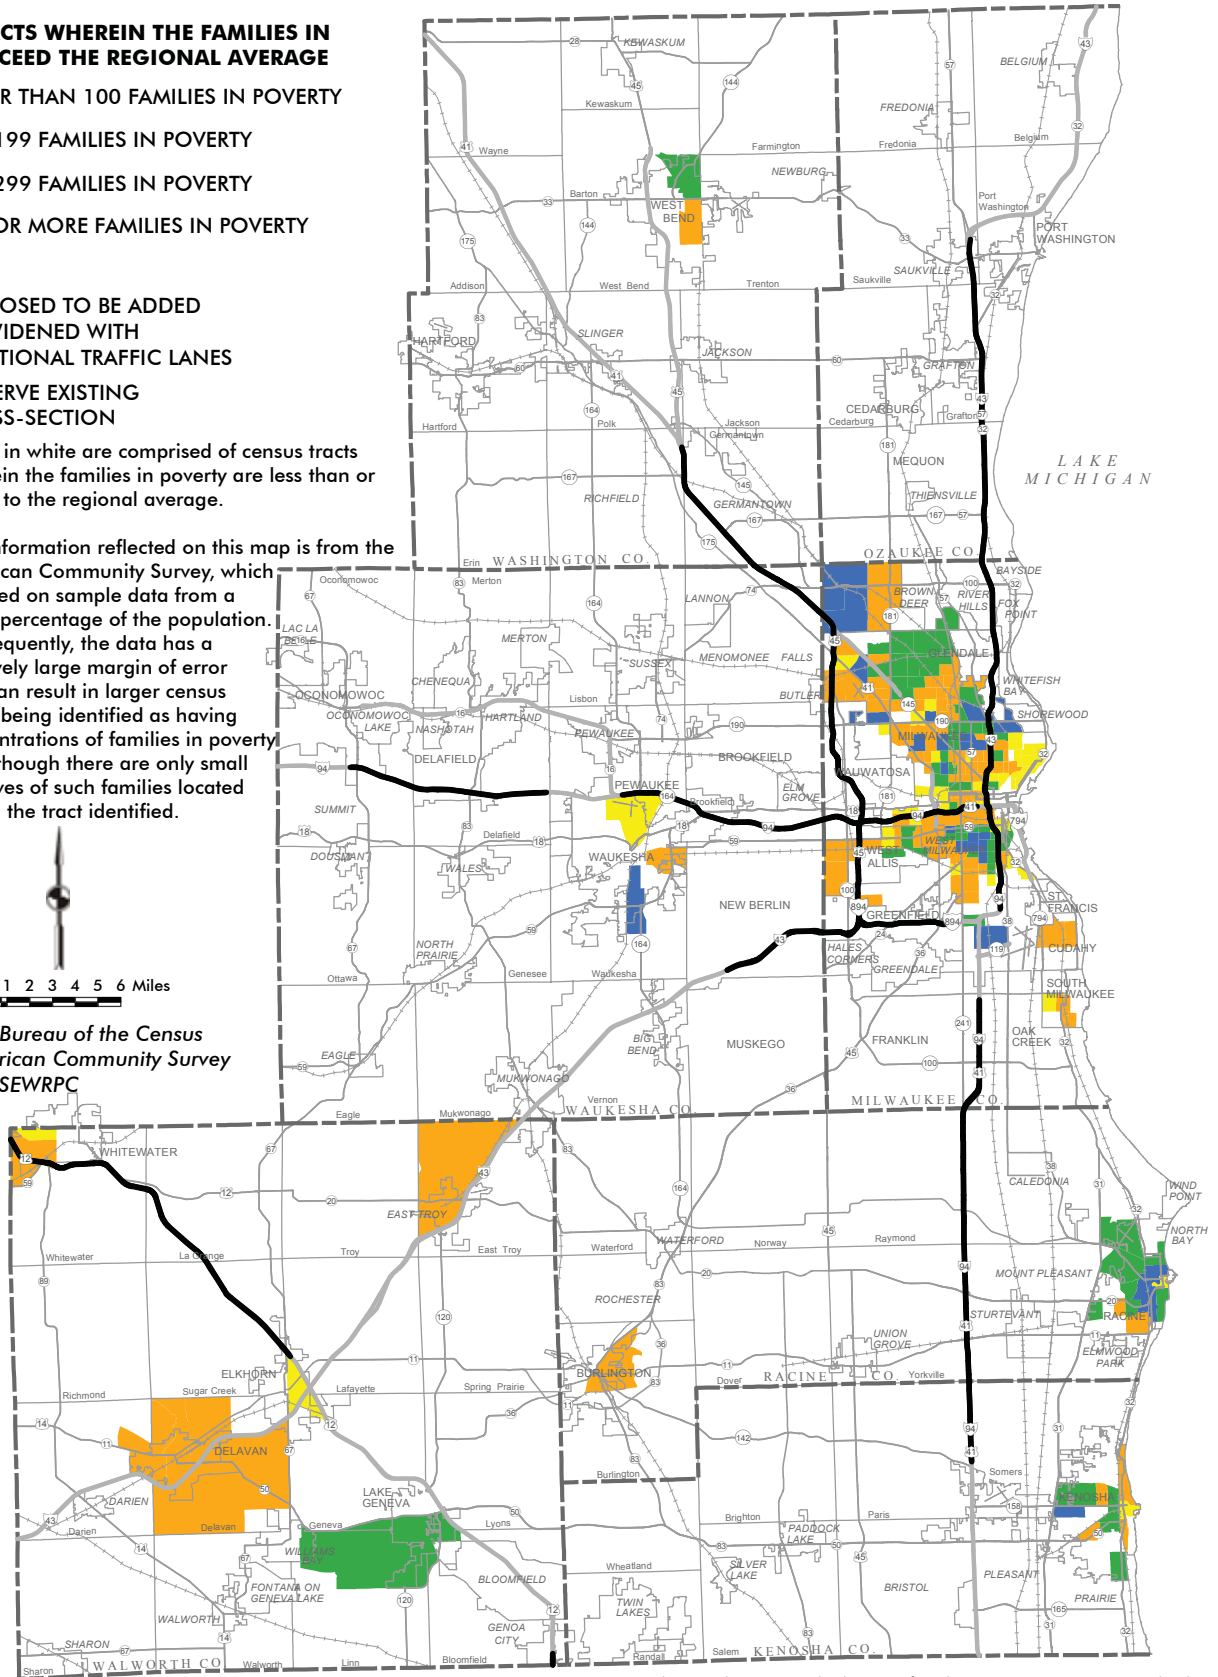 CTS WHEREIN THE FAMILIES IN
CEED THE REGIONAL AVERAGE
R THAN 100 FAMILIES IN POVERTY
199 FAMILIES IN POVERTY
299 FAMILIES IN POVERTY
OR MORE FAMILIES IN POVERTY
OSED TO BE ADDED
VIDENED WITH
TIONAL TRAFFIC LANES
ERVE EXISTING
SS-SECTION
in white are comprised of census tracts
ein the families in poverty are less than or
to the regional average.
nformation reflected on this map is from the
ican Community Survey, which
ed on sample data from a
percentage of the population.
equently, the data has a
vely large margin of error
an result in larger census
being identified as having
ntrations of families in poverty
though there are only small
ves of such families located
the tract identified.
1 2 3 4 5 6 Miles
Bureau of the Census
rican Community Survey
SEWRPC
KEWASKUM
Kewaskum
Wayne
Barton
WEST
BEND
Farmington
NEWBURG
Addison
West Bend
Trenton
BELGIUM
FREDONIA
Fredonia
Belgium
Port
Washington
PORT
WASHINGTON
SAUKVILLE
Saukville
HARTFORD
SLINGER
JACKSON
Hartford
Polk
Jackson
Germantown
RICHFIELD
GERMANTOWN
Erin
WASHINGTON CO.
GRAFTON
CEDARBURG
Cedarburg
Grafton
MEQUON
THIENSVILLE
OZAUKEE CO.
LAKE
MICHIGAN
Oconomowoc
Merton
LAC LA
BELLE
MERTON
LANNON
SUSSEX
MENOMONEE FALLS
BUTLER
CHENEQUA
OCONOMOWOC
OCONOMOWOC
LAKE
NASHOTAH
HARTLAND
Lisbon
PEWAUKEE
DELAFIELD
BROOKFIELD
SUMMIT
PEWAUKEE
Brookfield
ELM
GROVE
Delafield
DOUSMAN
WALES
WAUKESHA
NEW BERLIN
NORTH
PRAIRIE
Ottawa
Genesee
Waukesha
BIG
BEND
MUSKEGO
EAGLE
MUKWONAGO
Eagle
Mukwonago
Vernon
WAUKESHA CO.
BAYSIDE
BROWN
DEER
RIVER
HILLS
FOX
POINT
GLENDALE
WHITEFISH
BAY
SHOREWOOD
MILWAUKEE
WAUWATOSA
WEST
MILWAUKEE
WEST
ALLIS
ST.
FRANCIS
GREENFIELD
HALES
CORNERS
GREENDALE
CUDAHY
SOUTH
MILWAUKEE
OAK
CREEK
FRANKLIN
MILWAUKEE CO.
WHITEWATER
Whitewater
La Grange
Troy
EAST TROY
East Troy
ELKHORN
Richmond
Sugar Creek
Lafayette
Spring Prairie
DELAVAN
DARIEN
Darien
Delavan
LAKE
GENEVA
Geneva
Lyons
WILLIAMS
BAY
FONTANA ON
GENEVA LAKE
BLOOMFIELD
WALWORTH
GENOA
CITY
SHARON
Sharon
WALWORTH CO
Walworth
Linn
Bloomfield
Waterford
WATERFORD
Norway
Raymond
CALEDONIA
WIND
POINT
NORTH
BAY
MOUNT PLEASANT
ROCHESTER
STURTEVANT
RACINE
UNION
GROVE
ELMWOOD
PARK
BURLINGTON
Dover
RACINE CO.
Yorkville
Burlington
Somers
KENOSHA
Brighton
Paris
PADDOCK
LAKE
SILVER
LAKE
Wheatland
TWIN
LAKES
PLEASANT
PRAIRIE
BRISTOL
Randall
Salem
KENOSHA CO.